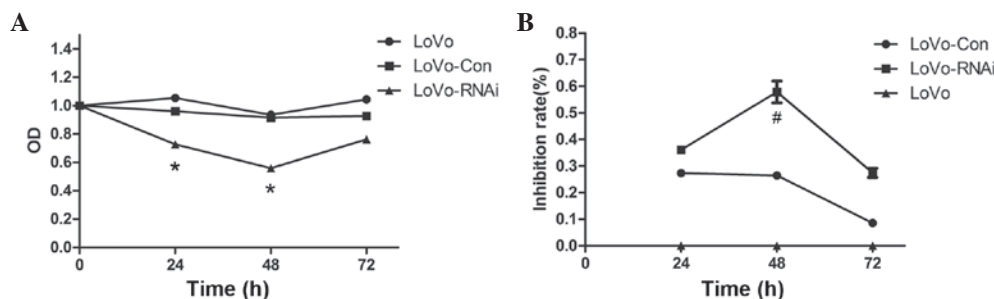 A
LoVo
LoVo-Con
LoVo-RNAi
OD
1.4
1.2
1.0
0.8
0.6
0.4
0.2
0.0
*
*
0
24
48
72
Time (h)
B
LoVo-Con
LoVo-RNAi
LoVo
Inhibition rate(%)
0.8
0.7
0.6
0.5
0.4
0.3
0.2
0.1
0.0
#
0
24
48
72
Time (h)